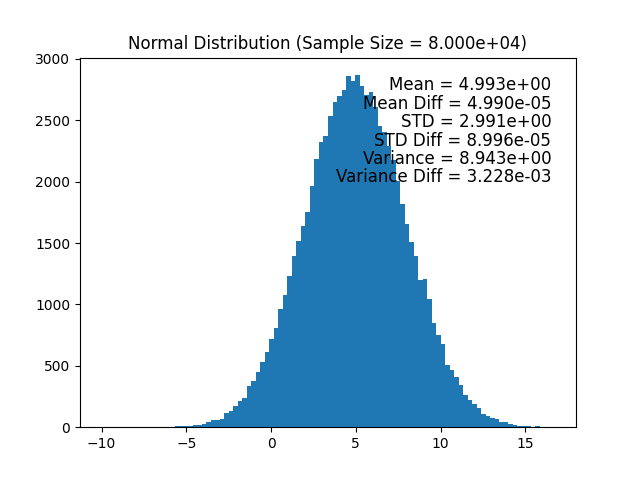 Normal Distribution (Sample Size = 8.000e+04)
3000
Mean = 4.993e+00
Mean Diff = 4.990e-05
2500
STD = 2.991e+00
STD Diff = 8.996e-05
Variance = 8.943e+00
2000
Variance Diff = 3.228e-03
1500
1000
500
0
−10 −5 0 5 10 15